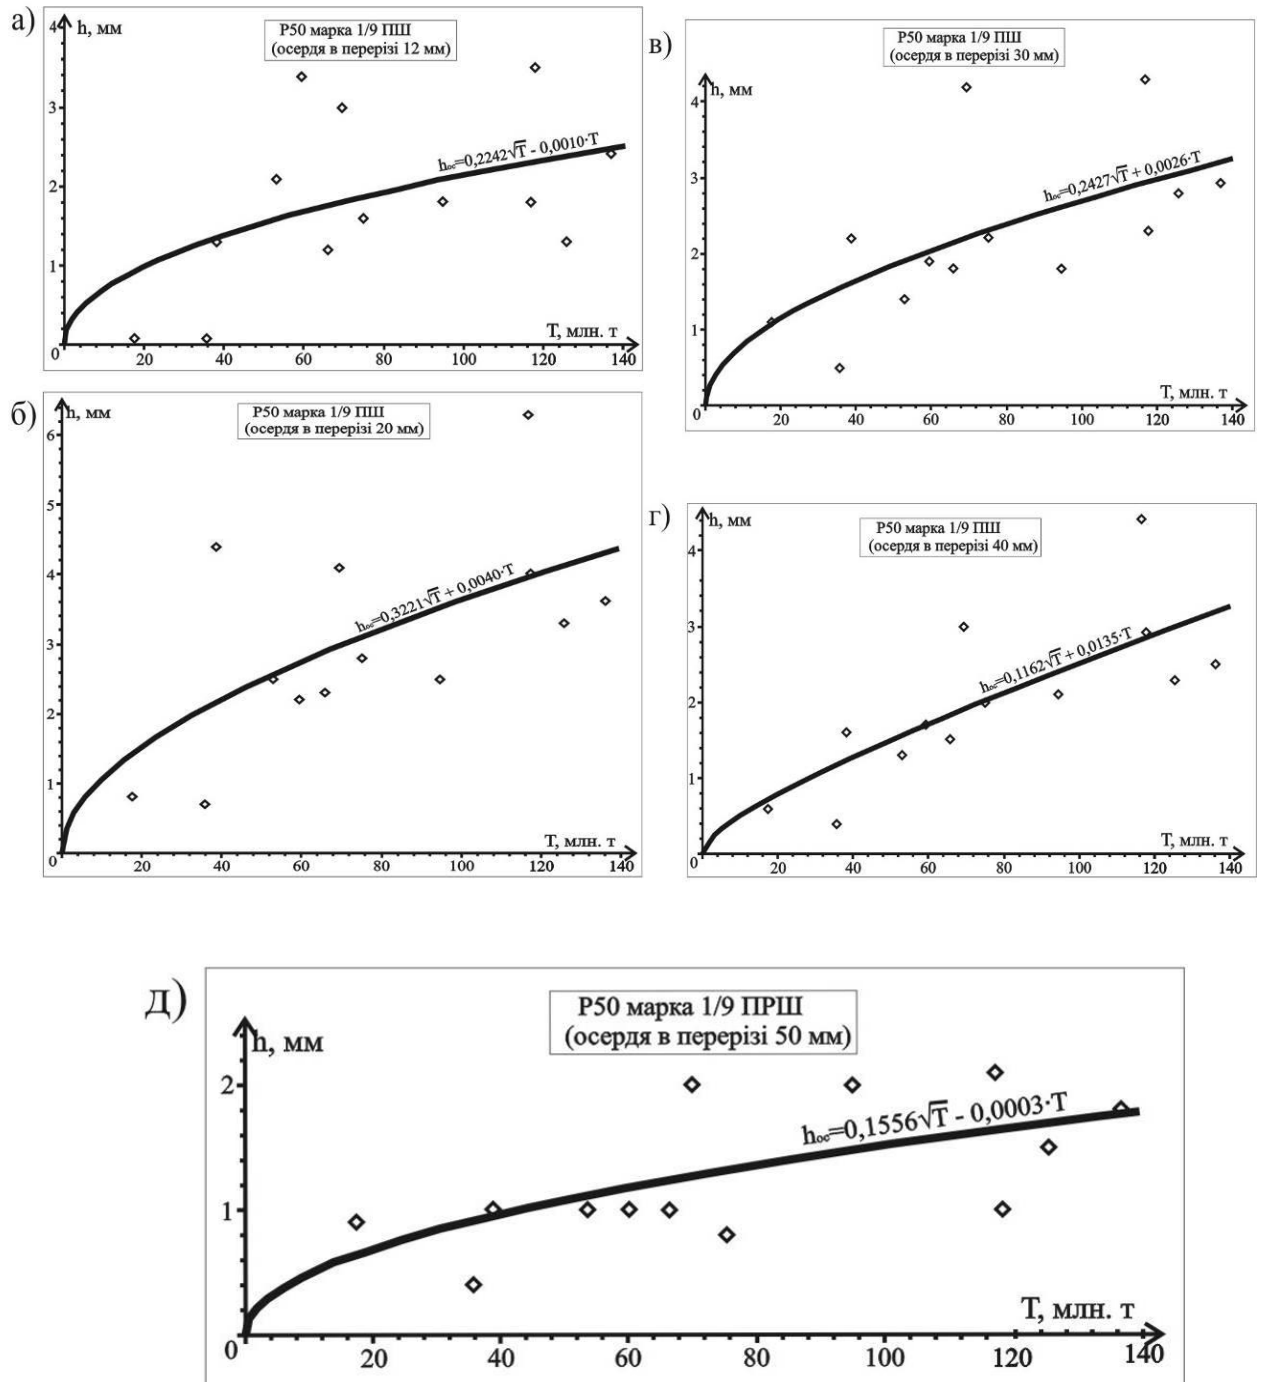 а)
h, мм
Р50 марка 1/9 ПШ
(осердя в перерізі 12 мм)
hос=0,2242√T - 0,0010·T
T, млн. т
4
3
2
1
0
20 40 60 80 100 120 140
б)
h, мм
Р50 марка 1/9 ПШ
(осердя в перерізі 20 мм)
hос=0,3221√T + 0,0040·T
T, млн. т
6
5
4
3
2
1
0
20 40 60 80 100 120 140
в)
h, мм
Р50 марка 1/9 ПШ
(осердя в перерізі 30 мм)
hос=0,2427√T + 0,0026·T
T, млн. т
4
3
2
1
0
20 40 60 80 100 120 140
г)
h, мм
Р50 марка 1/9 ПШ
(осердя в перерізі 40 мм)
hос=0,1162√T + 0,0135·T
T, млн. т
4
3
2
1
0
20 40 60 80 100 120 140
д)
h, мм
Р50 марка 1/9 ПРШ
(осердя в перерізі 50 мм)
hос=0,1556√T - 0,0003·T
T, млн. т
2
1
0
20 40 60 80 100 120 140